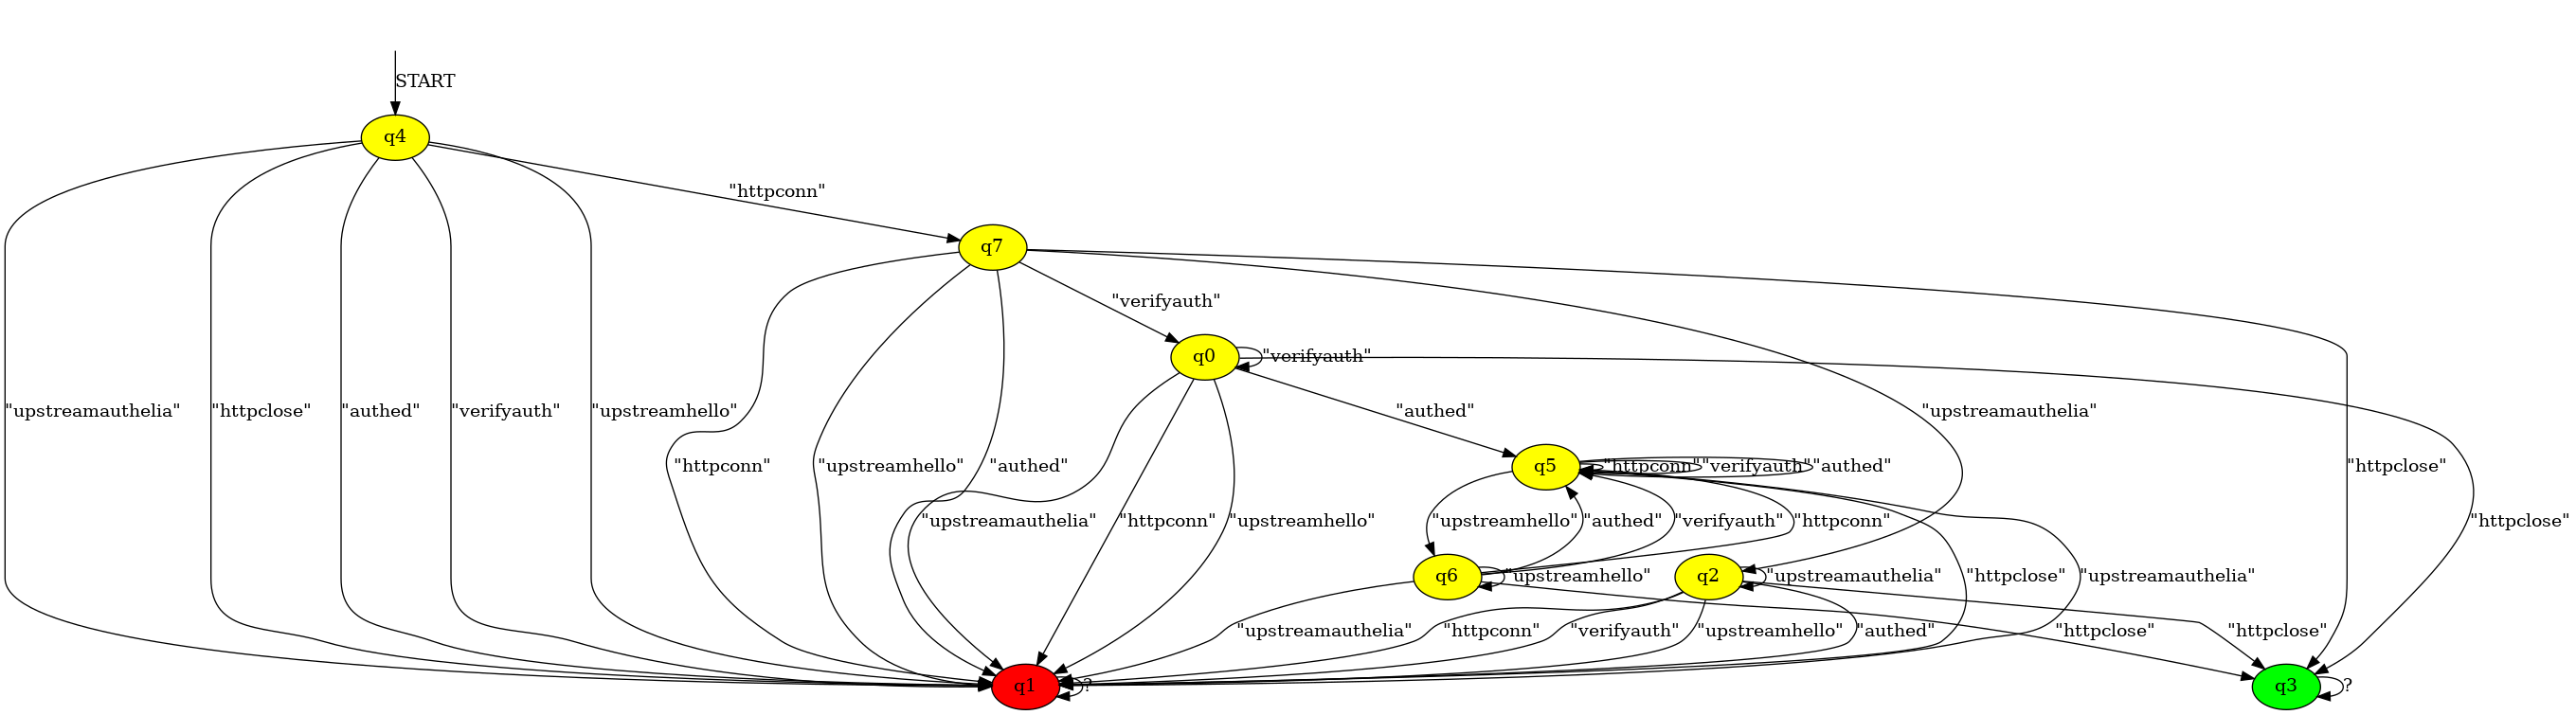 START
q4
"httpconn"
q7
"verifyauth"
q0
"verifyauth"
"upstreamauthelia"
"httpclose"
"authed"
"verifyauth"
"upstreamhello"
"authed"
"upstreamauthelia"
"httpconn"
"upstreamhello"
"authed"
q5
"httpconn"
"verifyauth"
"authed"
"httpclose"
"upstreamauthelia"
"httpconn"
"upstreamhello"
"upstreamhello"
"authed"
"verifyauth"
"httpconn"
"httpclose"
q6
"upstreamhello"
q2
"upstreamauthelia"
"httpclose"
"upstreamauthelia"
"upstreamauthelia"
"httpconn"
"verifyauth"
"upstreamhello"
"authed"
"httpclose"
"httpclose"
q1
?
q3
?